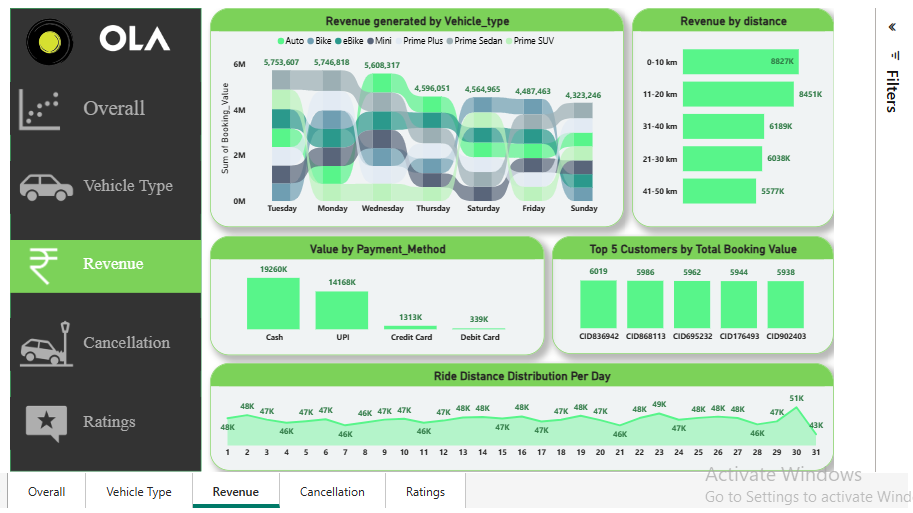 OLA
Overall
Vehicle Type
Revenue
Cancellation
Ratings
Revenue generated by Vehicle_type
Auto Bike eBike Mini Prime Plus Prime Sedan Prime SUV
Sum of Booking_Value
6M
4M
2M
0M
5,753,607 5,746,818 5,608,317 4,596,051 4,564,965 4,487,463 4,323,246
Tuesday Monday Wednesday Thursday Saturday Friday Sunday
Revenue by distance
0-10 km 8827K
11-20 km 8451K
31-40 km 6189K
21-30 km 6038K
41-50 km 5577K
Value by Payment_Method
19260K 14168K 1313K 339K
Cash UPI Credit Card Debit Card
Top 5 Customers by Total Booking Value
6019 5986 5962 5944 5938
CID836942 CID868113 CID695232 CID176493 CID902403
Ride Distance Distribution Per Day
48K 48K 47K 46K 47K 47K 46K 46K 47K 47K 46K 47K 48K 48K 47K 48K 47K 47K 48K 47K 46K 48K 49K 47K 48K 48K 48K 46K 47K 51K 43K
1 2 3 4 5 6 7 8 9 10 11 12 13 14 15 16 17 18 19 20 21 22 23 24 25 26 27 28 29 30 31
Filters
Overall Vehicle Type Revenue Cancellation Ratings
Activate Windows
Go to Settings to activate Wind